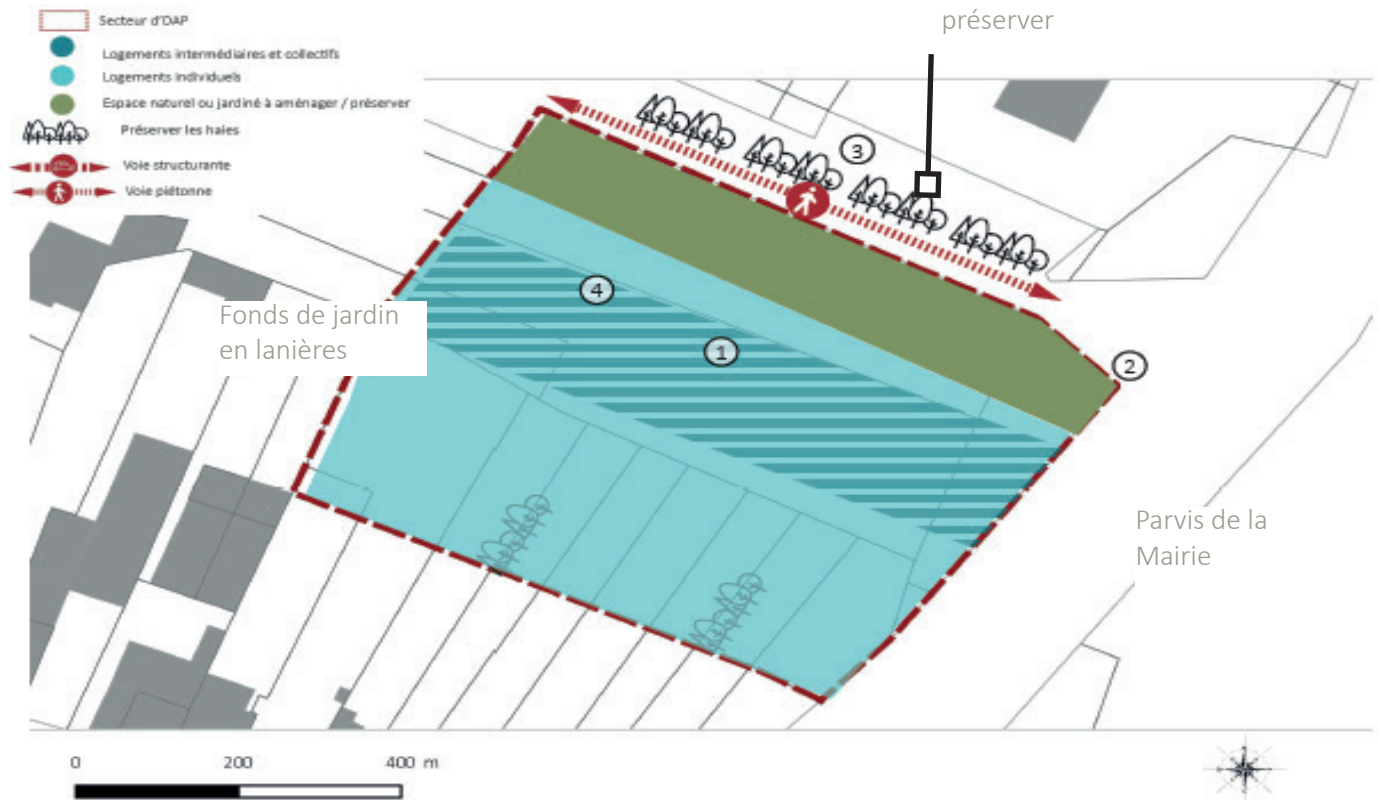 préserver
Secteur d'OAP
Logements intermédiaires et collectifs
Logements individuels
Espace naturel ou jardiné à aménager / préserver
Préserver les haies
Voie structurante
Voie piétonne
3
4
Fonds de jardin
en lanières
1
2
Parvis de la
Mairie
0 200 400 m